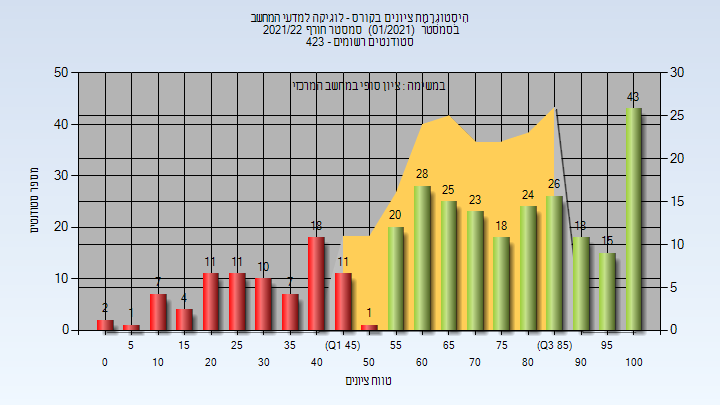 הִיסְטוֹגְרַמַּת ציונים בקורס - לוגיקה למדעי המחשב
בסמסטר (01/2021) סמסטר חורף 2021/22
סטודנטים רשומים - 423
במשימה : ציון סופי במחשב המרכזי
50 40 30 20 10 0
מספר סטודנטים
30 25 20 15 10 5 0
2 1 7 4 11 11 10 7 18 11 1 20 28 25 23 18 24 26 18 15 43
5 15 25 35 (Q1 45) 55 65 75 (Q3 85) 95
0 10 20 30 40 50 60 70 80 90 100
טווח ציונים